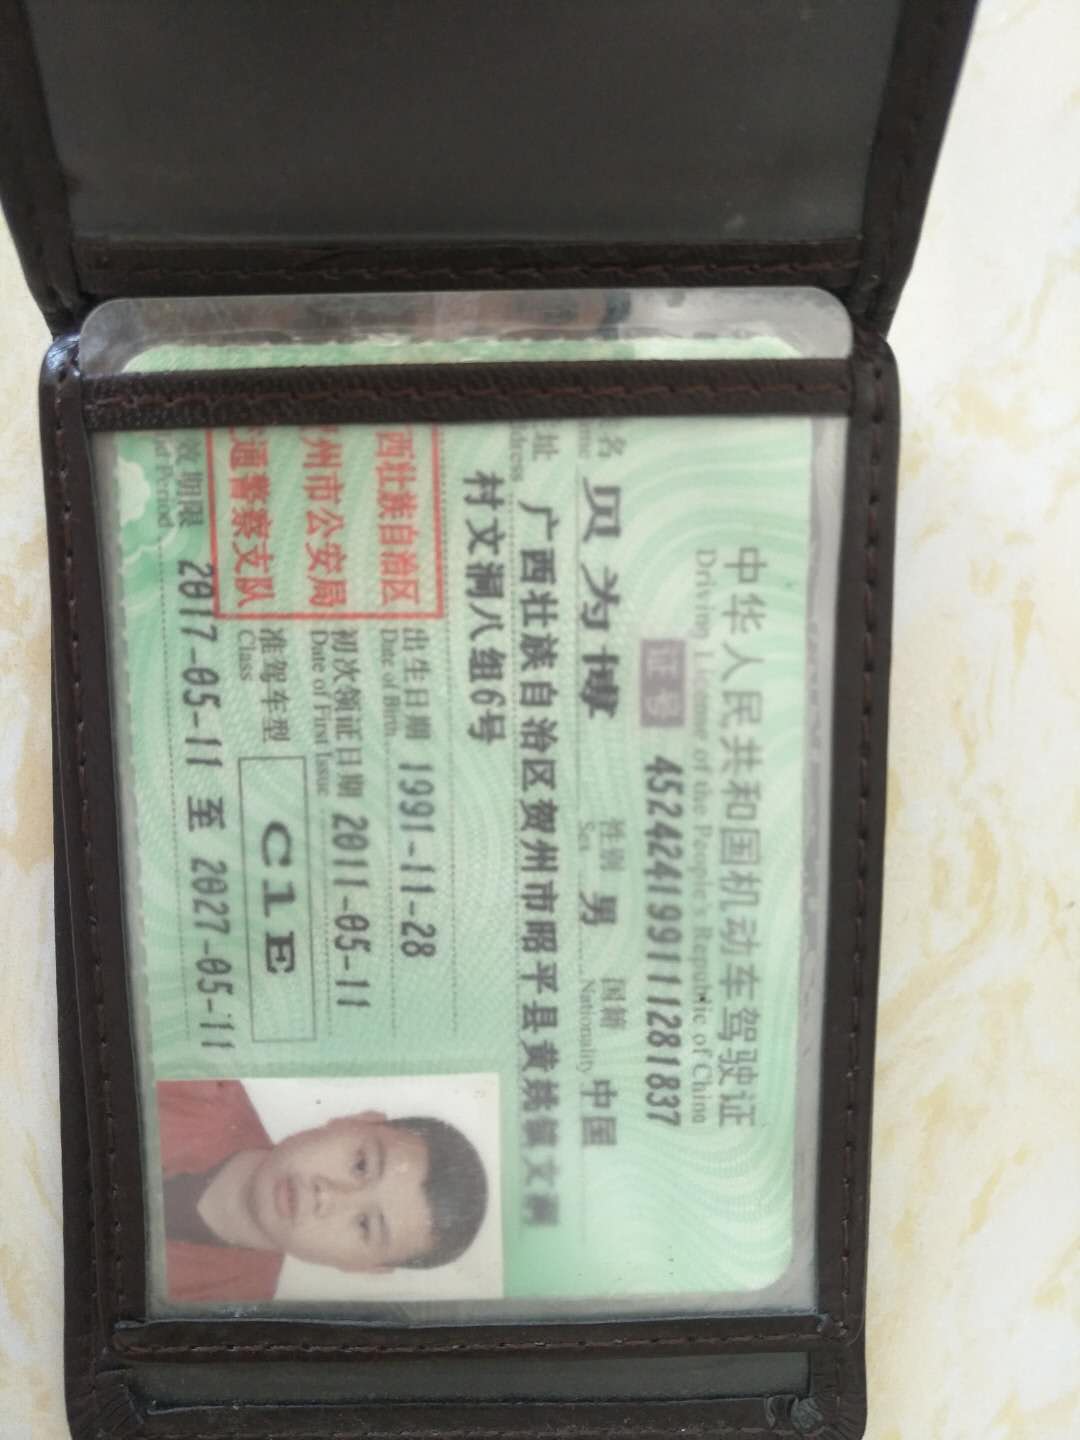 中华人民共和国机动车驾驶证
Driving License of the People's Republic of China
证号 452424199111281837
名 贝为博 性别 男 国籍 中国
Sex Nationality
址 广西壮族自治区贺州市昭平县黄姚镇文洞
村文洞八组6号
西壮族自治区
州市公安局
通警察支队
出生日期 1991-11-28
Date of Birth
初次领证日期 2011-05-11
Date of First Issue
准驾车型 C1E
Class
效期限 2017-05-11 至 2027-05-11
Period